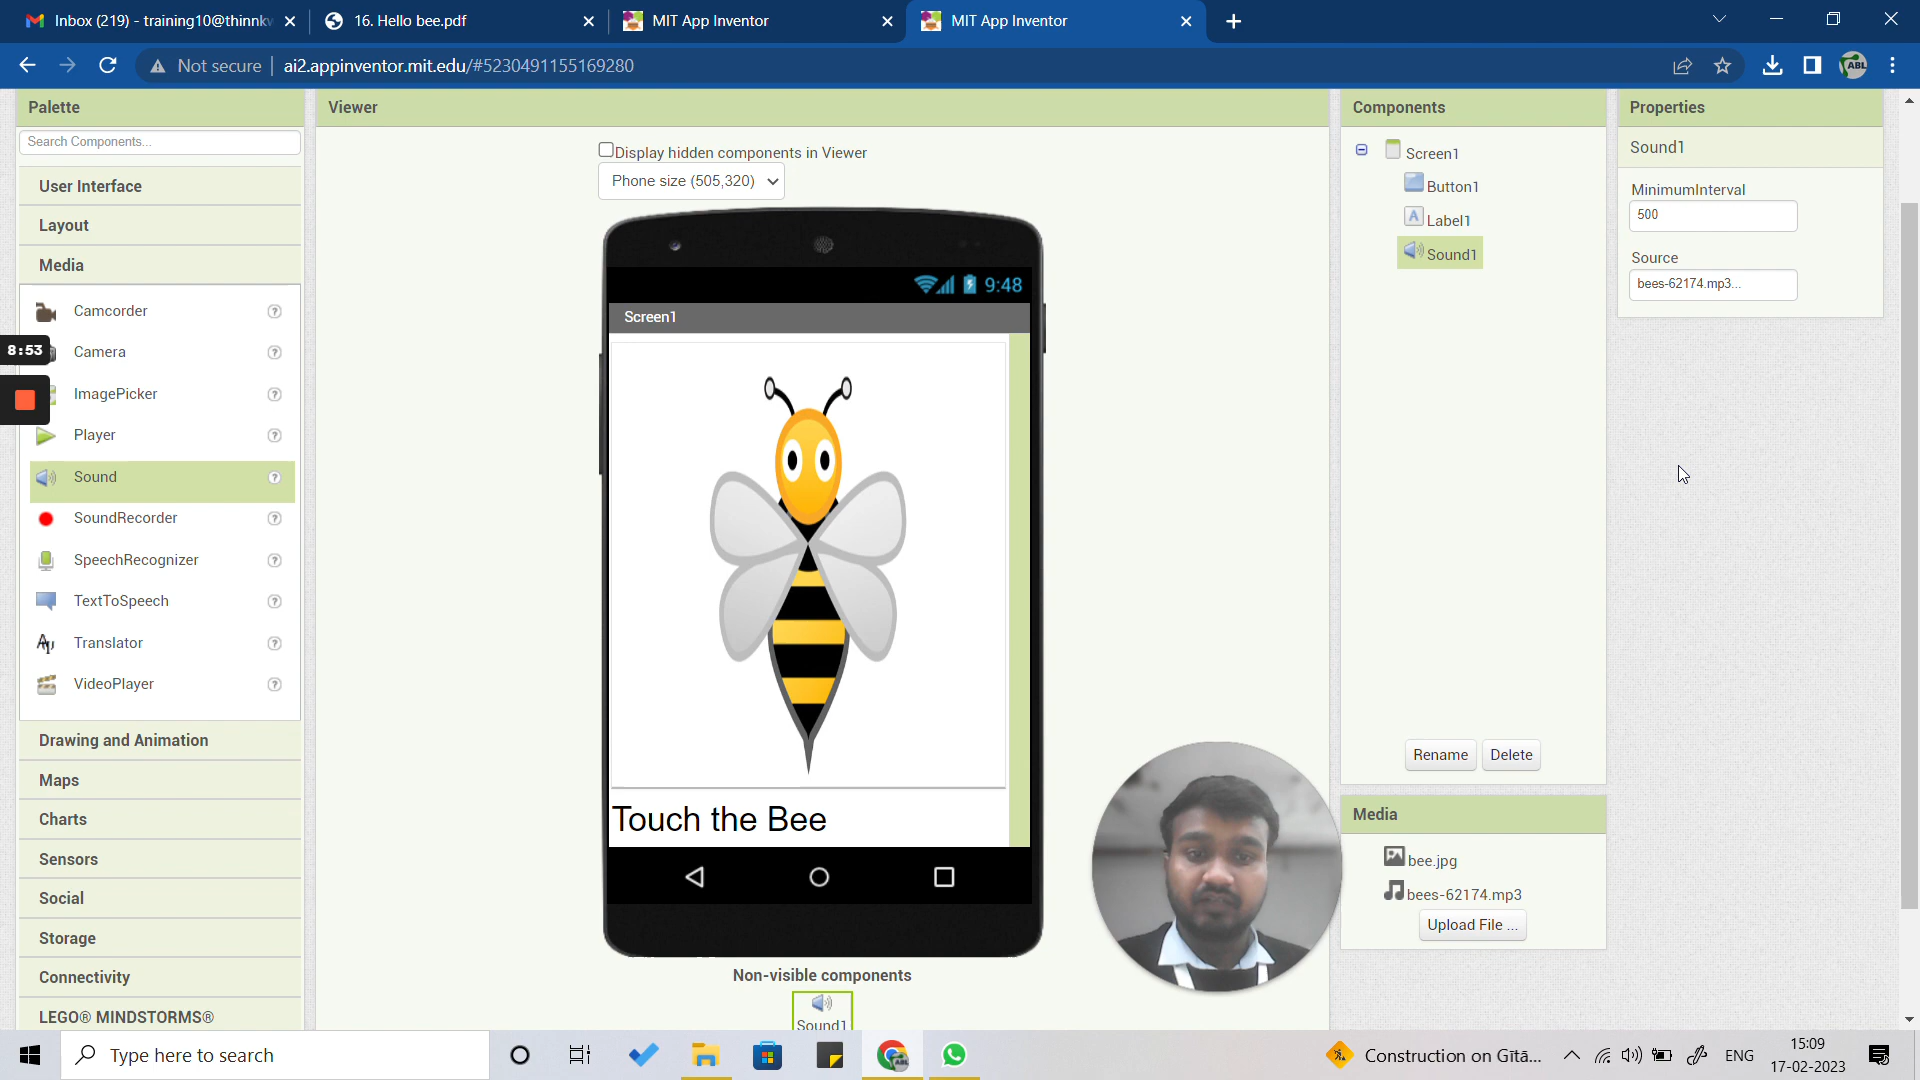 Inbox (219) - training10@thinnkv
16. Hello bee.pdf
MIT App Inventor
MIT App Inventor
Not secure
ai2.appinventor.mit.edu/#5230491155169280
ABL
Palette
Viewer
Components
Properties
Search Components...
Display hidden components in Viewer
Phone size (505,320)
User Interface
Layout
Media
Camcorder
8:53
Camera
ImagePicker
Player
Sound
SoundRecorder
SpeechRecognizer
TextToSpeech
Translator
VideoPlayer
Drawing and Animation
Maps
Charts
Sensors
Social
Storage
Connectivity
LEGO® MINDSTORMS®
9:48
Screen1
Touch the Bee
Non-visible components
Sound1
Screen1
Button1
Label1
Sound1
Rename
Delete
Media
bee.jpg
bees-62174.mp3
Upload File ...
Sound1
MinimumInterval
500
Source
bees-62174.mp3...
Type here to search
Construction on Gītā...
ENG
15:09
17-02-2023